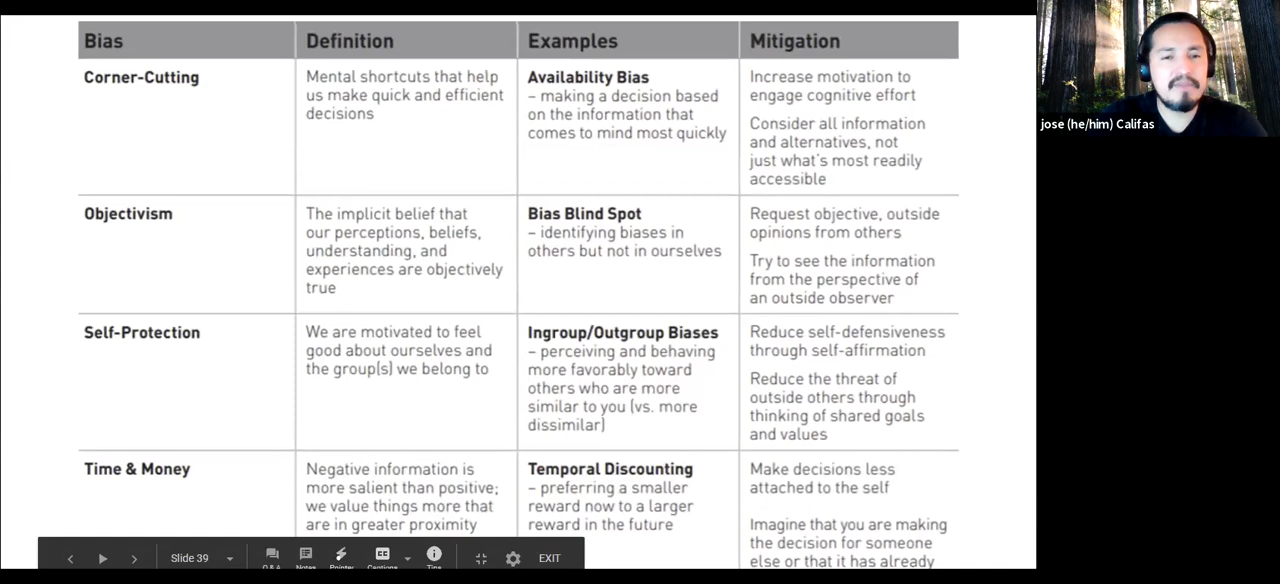 Bias
Definition
Examples
Mitigation
Corner-Cutting
Mental shortcuts that help
us make quick and efficient
decisions
Availability Bias
– making a decision based
on the information that
comes to mind most quickly
Increase motivation to
engage cognitive effort
Consider all information
and alternatives, not
just what's most readily
accessible
Objectivism
The implicit belief that
our perceptions, beliefs,
understanding, and
experiences are objectively
true
Bias Blind Spot
– identifying biases in
others but not in ourselves
Request objective, outside
opinions from others
Try to see the information
from the perspective of
an outside observer
Self-Protection
We are motivated to feel
good about ourselves and
the group(s) we belong to
Ingroup/Outgroup Biases
– perceiving and behaving
more favorably toward
others who are more
similar to you (vs. more
dissimilar)
Reduce self-defensiveness
through self-affirmation
Reduce the threat of
outside others through
thinking of shared goals
and values
Time & Money
Negative information is
more salient than positive;
we value things more that
are in greater proximity
Temporal Discounting
– preferring a smaller
reward now to a larger
reward in the future
Make decisions less
attached to the self
Imagine that you are making
the decision for someone
else or that it has already
jose (he/him) Califas
Slide 39
Q & A
Notes
Pointer
Captions
Tips
EXIT